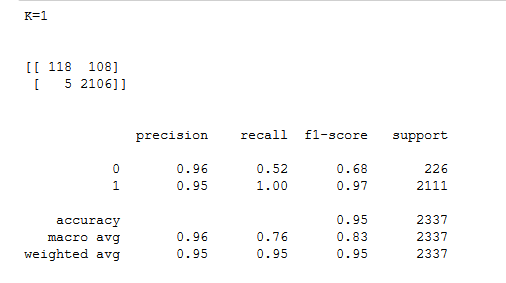 K=1
[[ 118  108]
 [   5 2106]]
              precision    recall  f1-score   support
           0       0.96      0.52      0.68       226
           1       0.95      1.00      0.97      2111
    accuracy                           0.95      2337
   macro avg       0.96      0.76      0.83      2337
weighted avg       0.95      0.95      0.95      2337